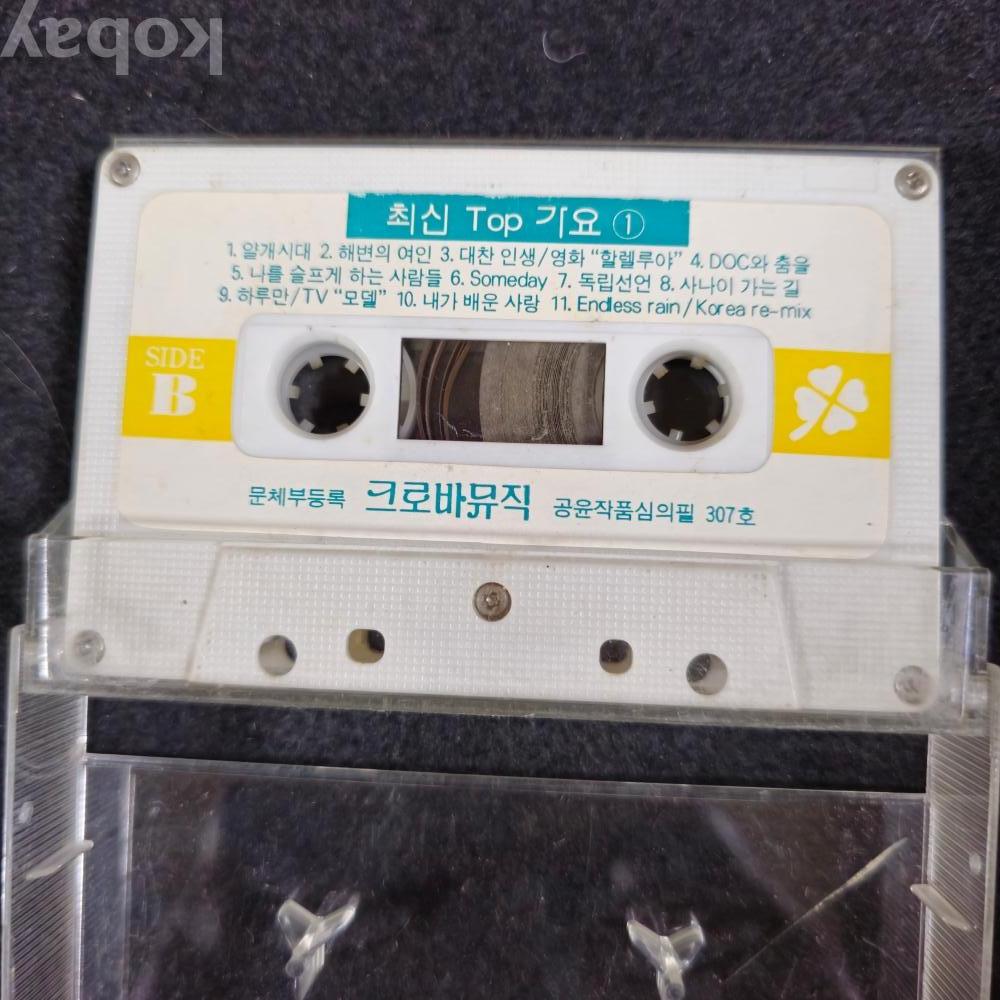 kobay
최신 Top 가요 ①
1. 얄개시대 2. 해변의 여인 3. 대찬 인생/영화 “할렐루야” 4. DOC와 춤을
5. 나를 슬프게 하는 사람들 6. Someday 7. 독립선언 8. 사나이 가는 길
9. 하루만/TV “모델” 10. 내가 배운 사랑 11. Endless rain/Korea re-mix
SIDE
B
문체부등록 크로바뮤직 공윤작품심의필 307호